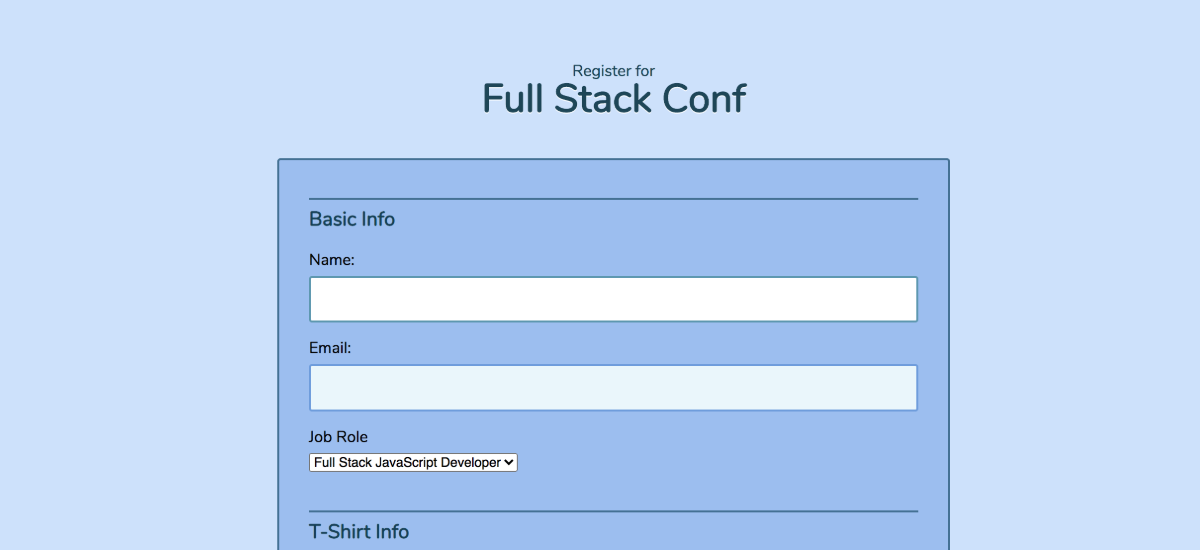 Register for
Full Stack Conf
Basic Info
Name:
Email:
Job Role
Full Stack JavaScript Developer
T-Shirt Info